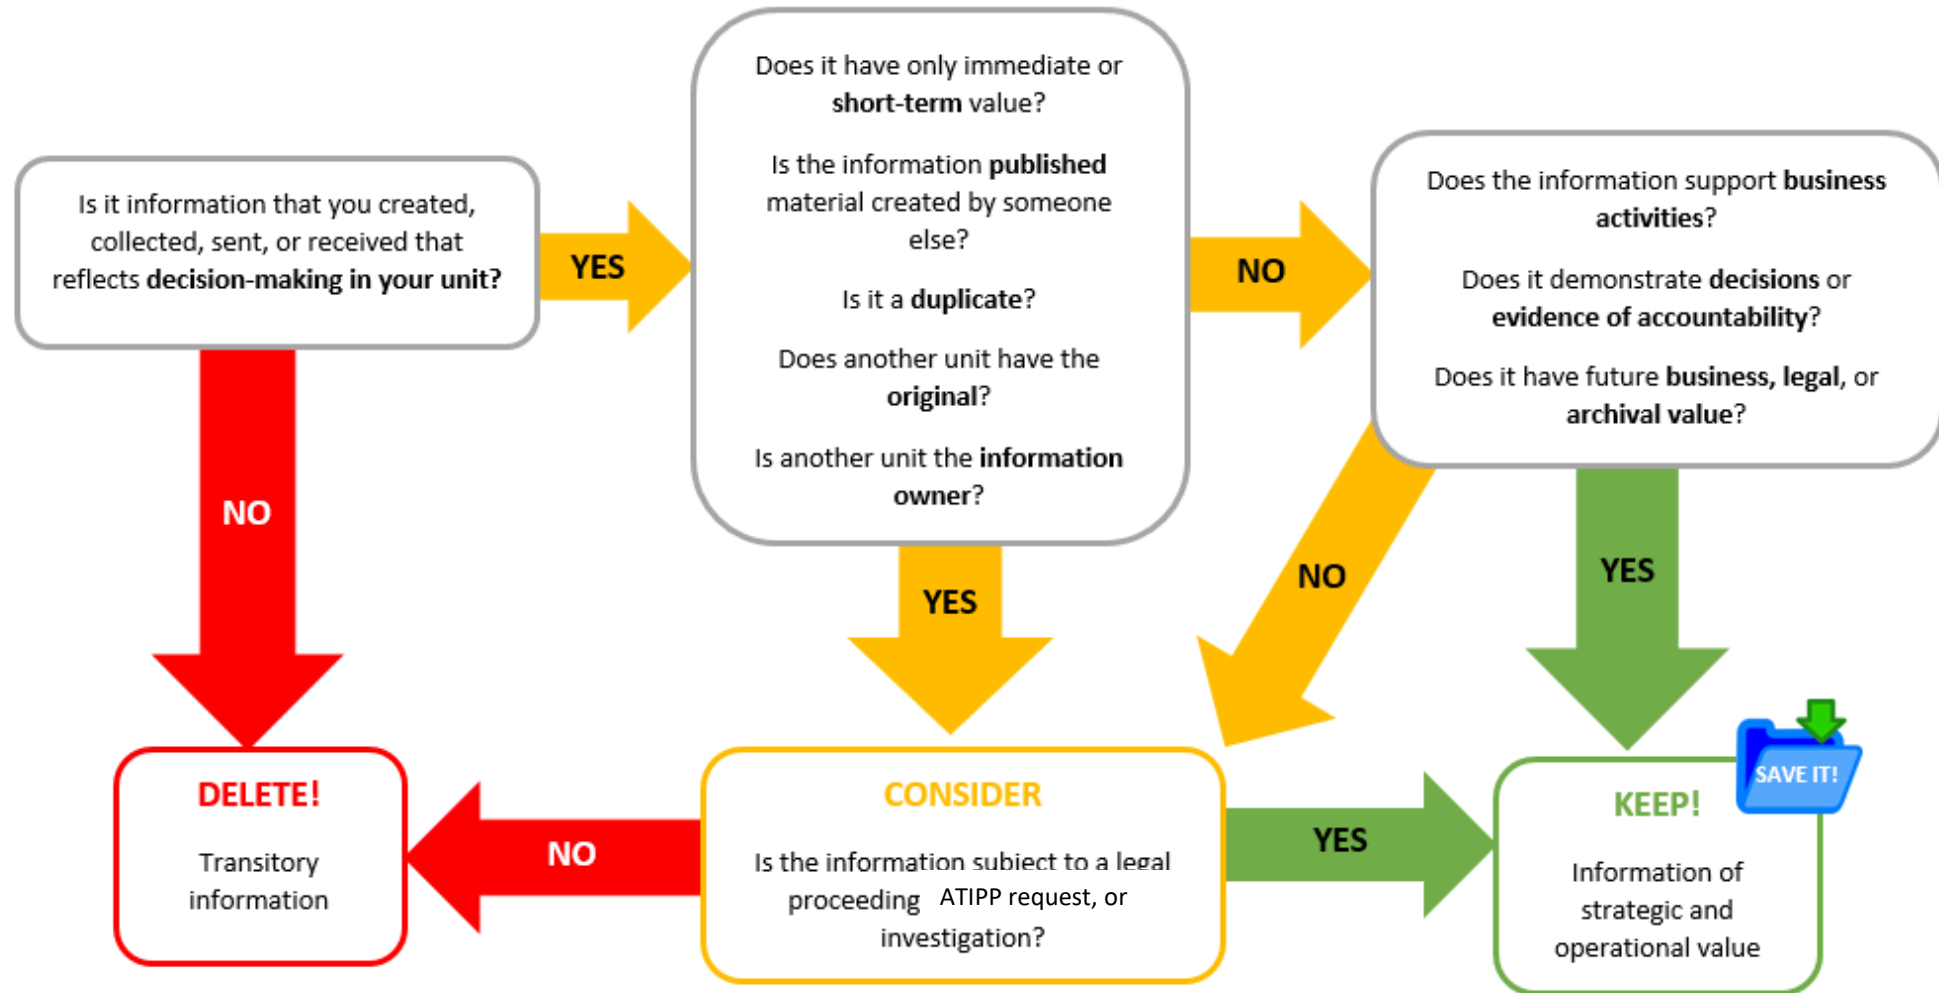 Is it information that you created,
collected, sent, or received that
reflects decision-making in your unit?
YES
Does it have only immediate or
short-term value?
Is the information published
material created by someone
else?
Is it a duplicate?
Does another unit have the
original?
Is another unit the information
owner?
NO
Does the information support business
activities?
Does it demonstrate decisions or
evidence of accountability?
Does it have future business, legal, or
archival value?
NO
YES
NO
YES
DELETE!
Transitory
information
NO
CONSIDER
Is the information subject to a legal
proceeding ATIPP request, or
investigation?
YES
SAVE IT!
KEEP!
Information of
strategic and
operational value